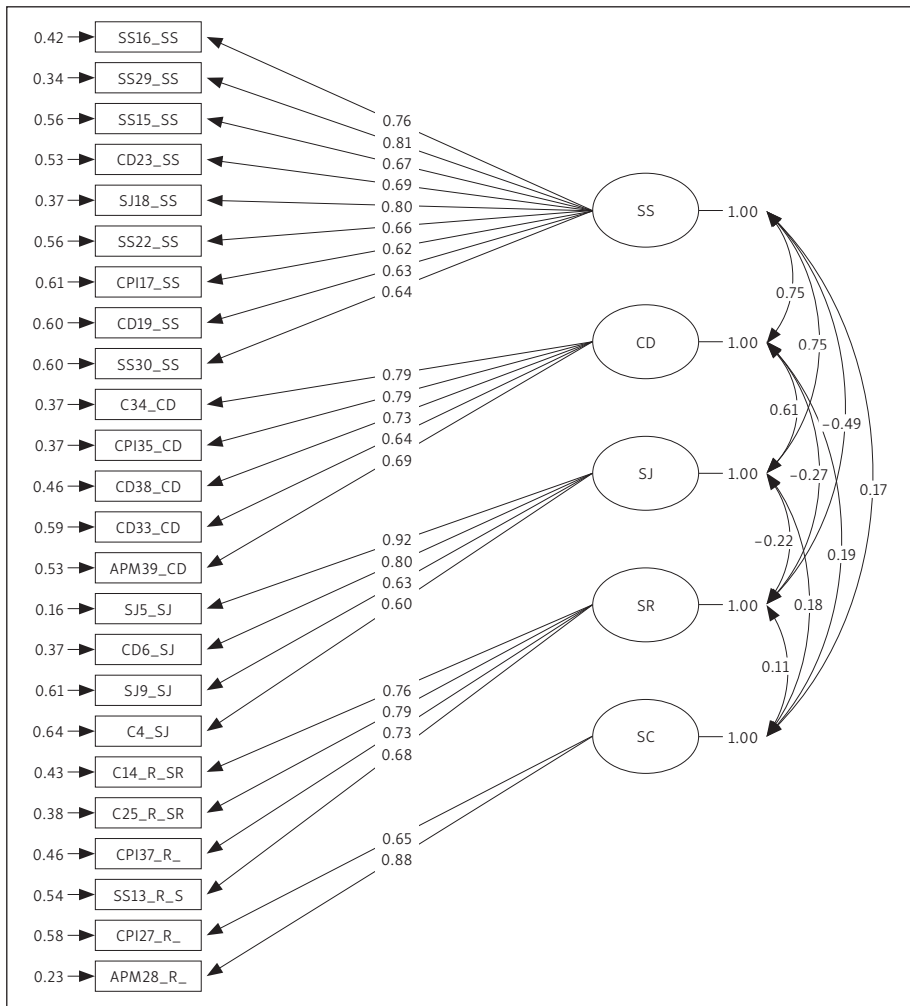 0.42 SS16_SS
0.34 SS29_SS
0.56 SS15_SS
0.53 CD23_SS
0.37 SJ18_SS
0.56 SS22_SS
0.61 CPI17_SS
0.60 CD19_SS
0.60 SS30_SS
0.37 C34_CD
0.37 CPI35_CD
0.46 CD38_CD
0.59 CD33_CD
0.53 APM39_CD
0.16 SJ5_SJ
0.37 CD6_SJ
0.61 SJ9_SJ
0.64 C4_SJ
0.43 C14_R_SR
0.38 C25_R_SR
0.46 CPI37_R_
0.54 SS13_R_S
0.58 CPI27_R_
0.23 APM28_R_
0.76
0.81
0.67
0.69
0.80
0.66
0.62
0.63
0.64
0.79
0.79
0.73
0.64
0.69
0.92
0.80
0.63
0.60
0.76
0.79
0.73
0.68
0.65
0.88
SS 1.00
CD 1.00
SJ 1.00
SR 1.00
SC 1.00
0.75
0.75
0.61
−0.49
−0.27
0.17
−0.22
0.19
0.18
0.11